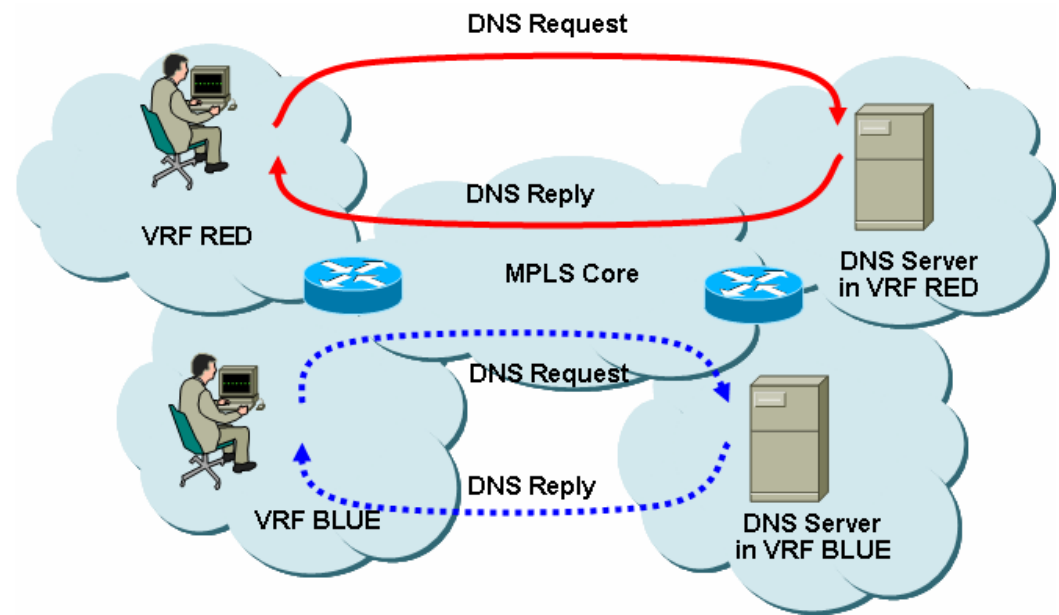 DNS Request
DNS Reply
VRF RED
MPLS Core
DNS Server
in VRF RED
DNS Request
DNS Reply
VRF BLUE
DNS Server
in VRF BLUE